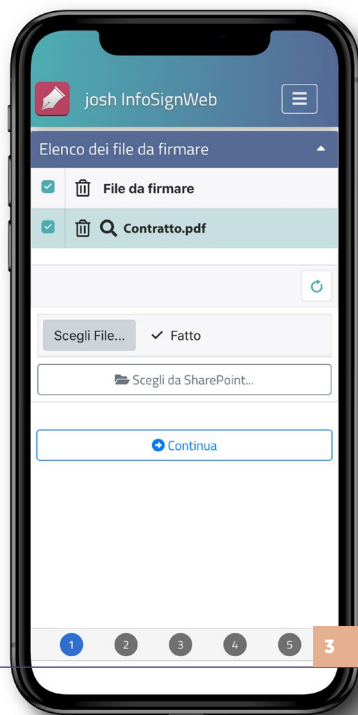 josh InfoSignWeb
Elenco dei file da firmare
File da firmare
Contratto.pdf
Scegli File... Fatto
Scegli da SharePoint...
Continua
1 2 3 4 5
3